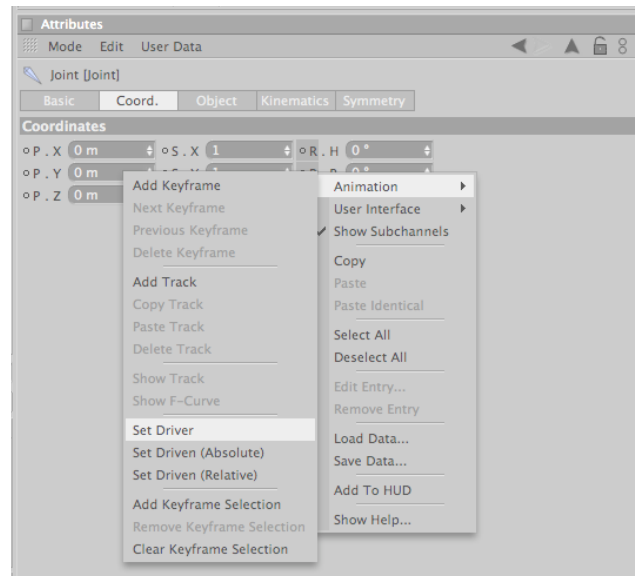 Attributes
Mode Edit User Data
Joint [Joint]
Basic Coord. Object Kinematics Symmetry
Coordinates
P . X 0 m S . X 1 R . H 0 °
P . Y 0 m
P . Z 0 m
Add Keyframe
Next Keyframe
Previous Keyframe
Delete Keyframe
Add Track
Copy Track
Paste Track
Delete Track
Show Track
Show F-Curve
Set Driver
Set Driven (Absolute)
Set Driven (Relative)
Add Keyframe Selection
Remove Keyframe Selection
Clear Keyframe Selection
Animation
User Interface
Show Subchannels
Copy
Paste
Paste Identical
Select All
Deselect All
Edit Entry...
Remove Entry
Load Data...
Save Data...
Add To HUD
Show Help...